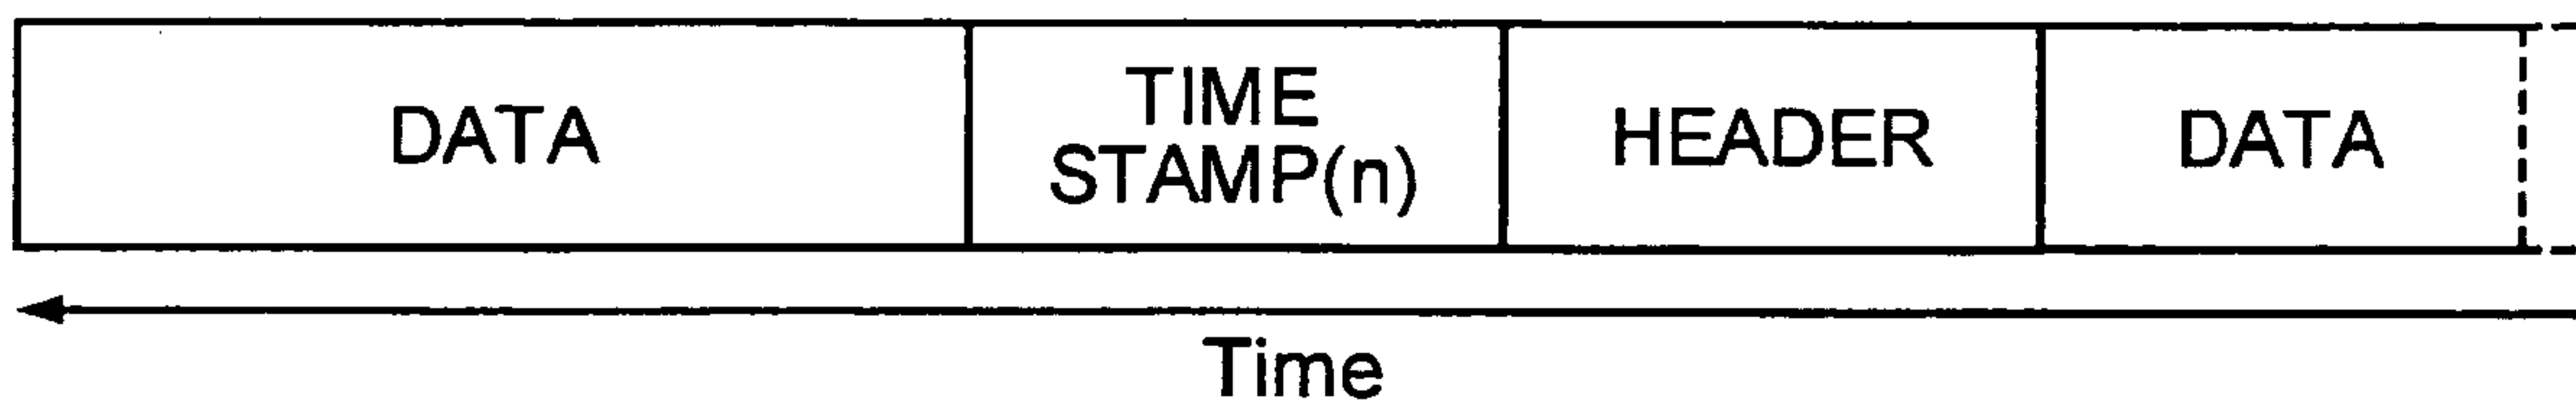 DATA
TIME
STAMP(n)
HEADER
DATA
Time